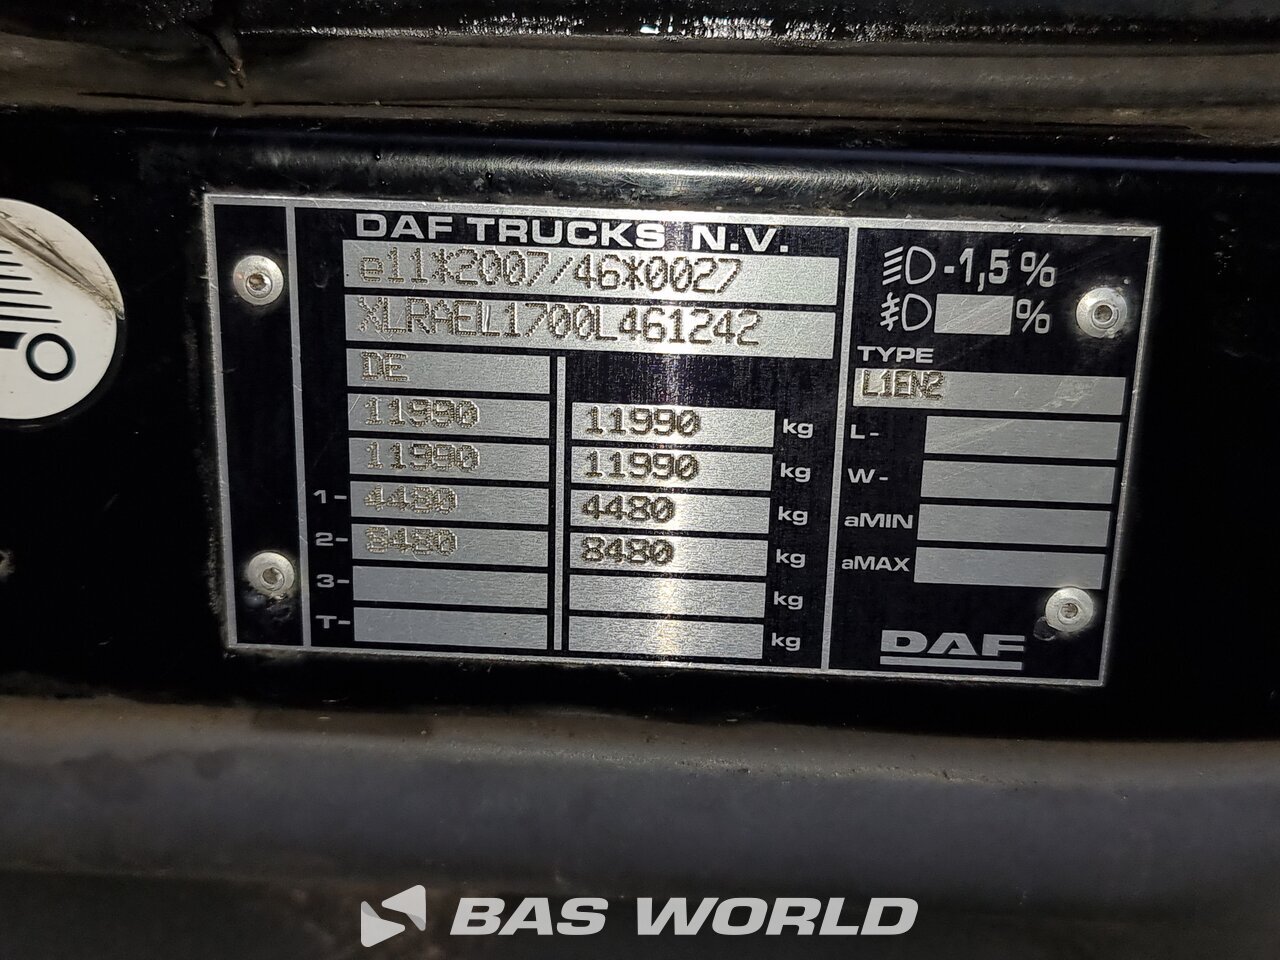 DAF TRUCKS N.V.
e11*2007/46*0027
XLRAEL1700L461242
DE
11990 11990 kg
11990 11990 kg
1- 4480 4480 kg
2- 8480 8480 kg
3- kg
T- kg
-1,5 %
%
TYPE
L1EN2
L-
W-
aMIN
aMAX
DAF
BAS WORLD